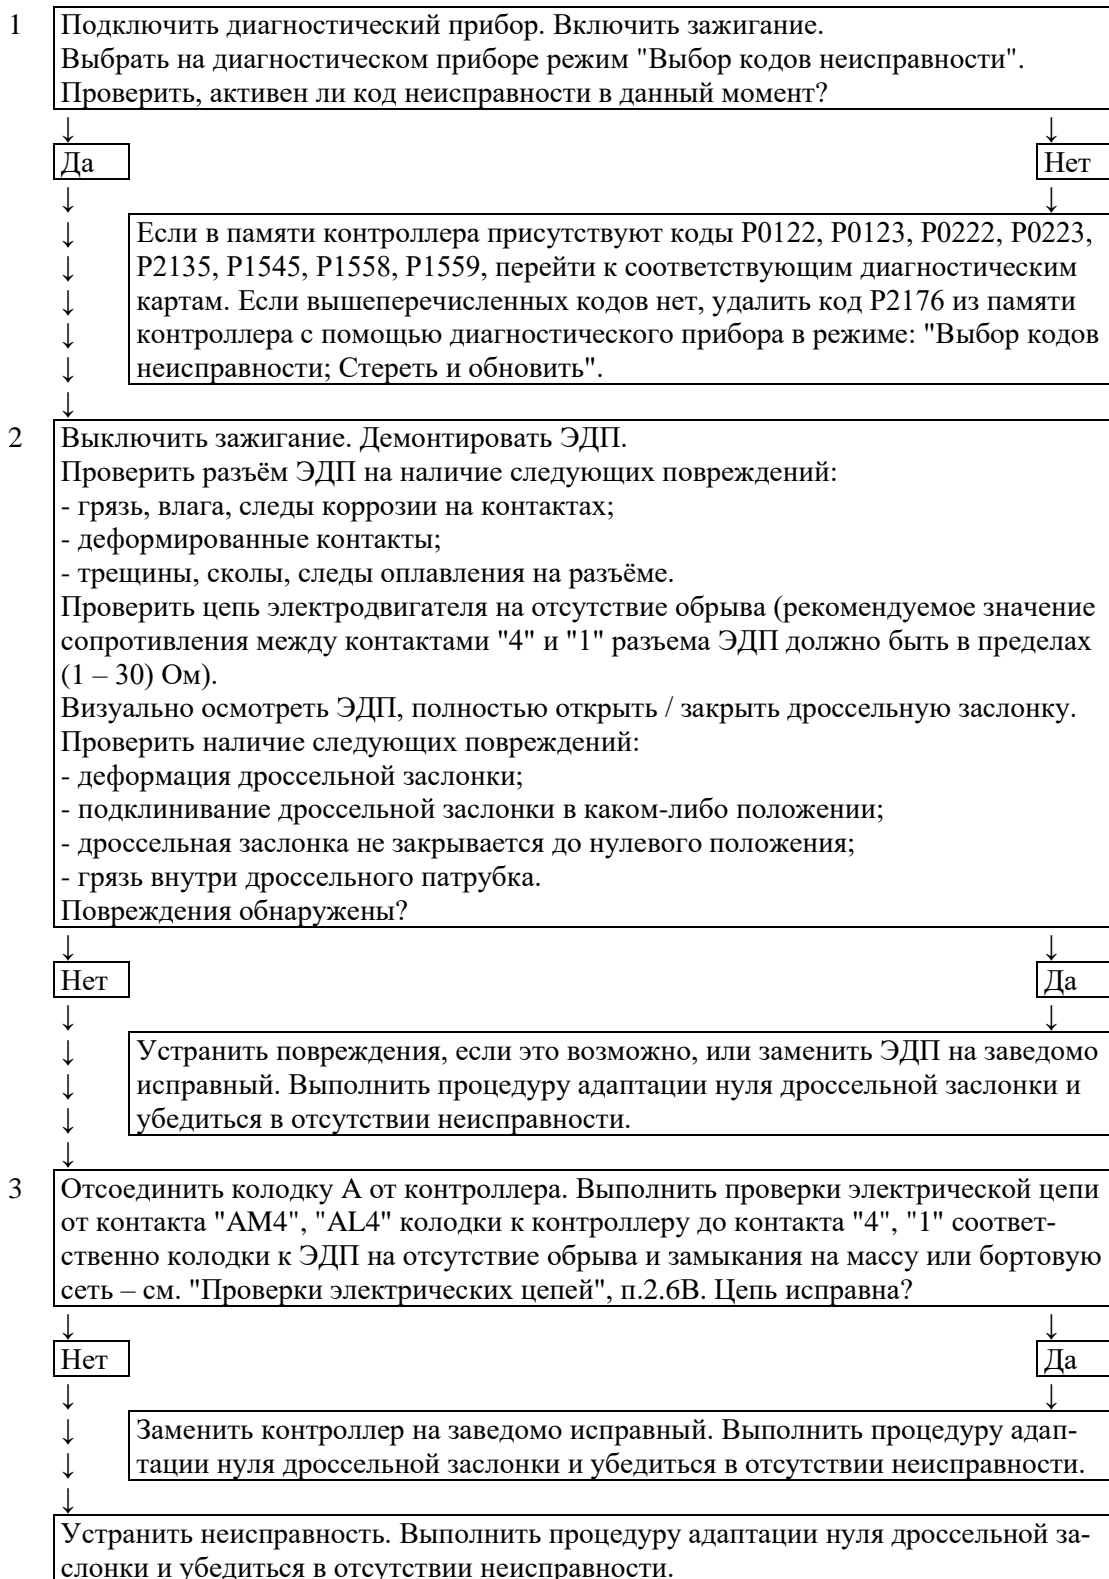 1 Подключить диагностический прибор. Включить зажигание.
Выбрать на диагностическом приборе режим "Выбор кодов неисправности".
Проверить, активен ли код неисправности в данный момент?
↓ ↓
Да Нет
↓ ↓
↓ Если в памяти контроллера присутствуют коды Р0122, Р0123, Р0222, Р0223,
↓ Р2135, Р1545, Р1558, Р1559, перейти к соответствующим диагностическим
↓ картам. Если вышеперечисленных кодов нет, удалить код Р2176 из памяти
↓ контроллера с помощью диагностического прибора в режиме: "Выбор кодов
↓ неисправности; Стереть и обновить".
↓
2 Выключить зажигание. Демонтировать ЭДП.
Проверить разъём ЭДП на наличие следующих повреждений:
- грязь, влага, следы коррозии на контактах;
- деформированные контакты;
- трещины, сколы, следы оплавления на разъёме.
Проверить цепь электродвигателя на отсутствие обрыва (рекомендуемое значение
сопротивления между контактами "4" и "1" разъема ЭДП должно быть в пределах
(1 – 30) Ом).
Визуально осмотреть ЭДП, полностью открыть / закрыть дроссельную заслонку.
Проверить наличие следующих повреждений:
- деформация дроссельной заслонки;
- подклинивание дроссельной заслонки в каком-либо положении;
- дроссельная заслонка не закрывается до нулевого положения;
- грязь внутри дроссельного патрубка.
Повреждения обнаружены?
↓ ↓
Нет Да
↓ ↓
↓ Устранить повреждения, если это возможно, или заменить ЭДП на заведомо
↓ исправный. Выполнить процедуру адаптации нуля дроссельной заслонки и
↓ убедиться в отсутствии неисправности.
↓
3 Отсоединить колодку А от контроллера. Выполнить проверки электрической цепи
от контакта "АМ4", "AL4" колодки к контроллеру до контакта "4", "1" соответ-
ственно колодки к ЭДП на отсутствие обрыва и замыкания на массу или бортовую
сеть – см. "Проверки электрических цепей", п.2.6В. Цепь исправна?
↓ ↓
Нет Да
↓ ↓
↓ Заменить контроллер на заведомо исправный. Выполнить процедуру адап-
↓ тации нуля дроссельной заслонки и убедиться в отсутствии неисправности.
↓
Устранить неисправность. Выполнить процедуру адаптации нуля дроссельной за-
слонки и убедиться в отсутствии неисправности.